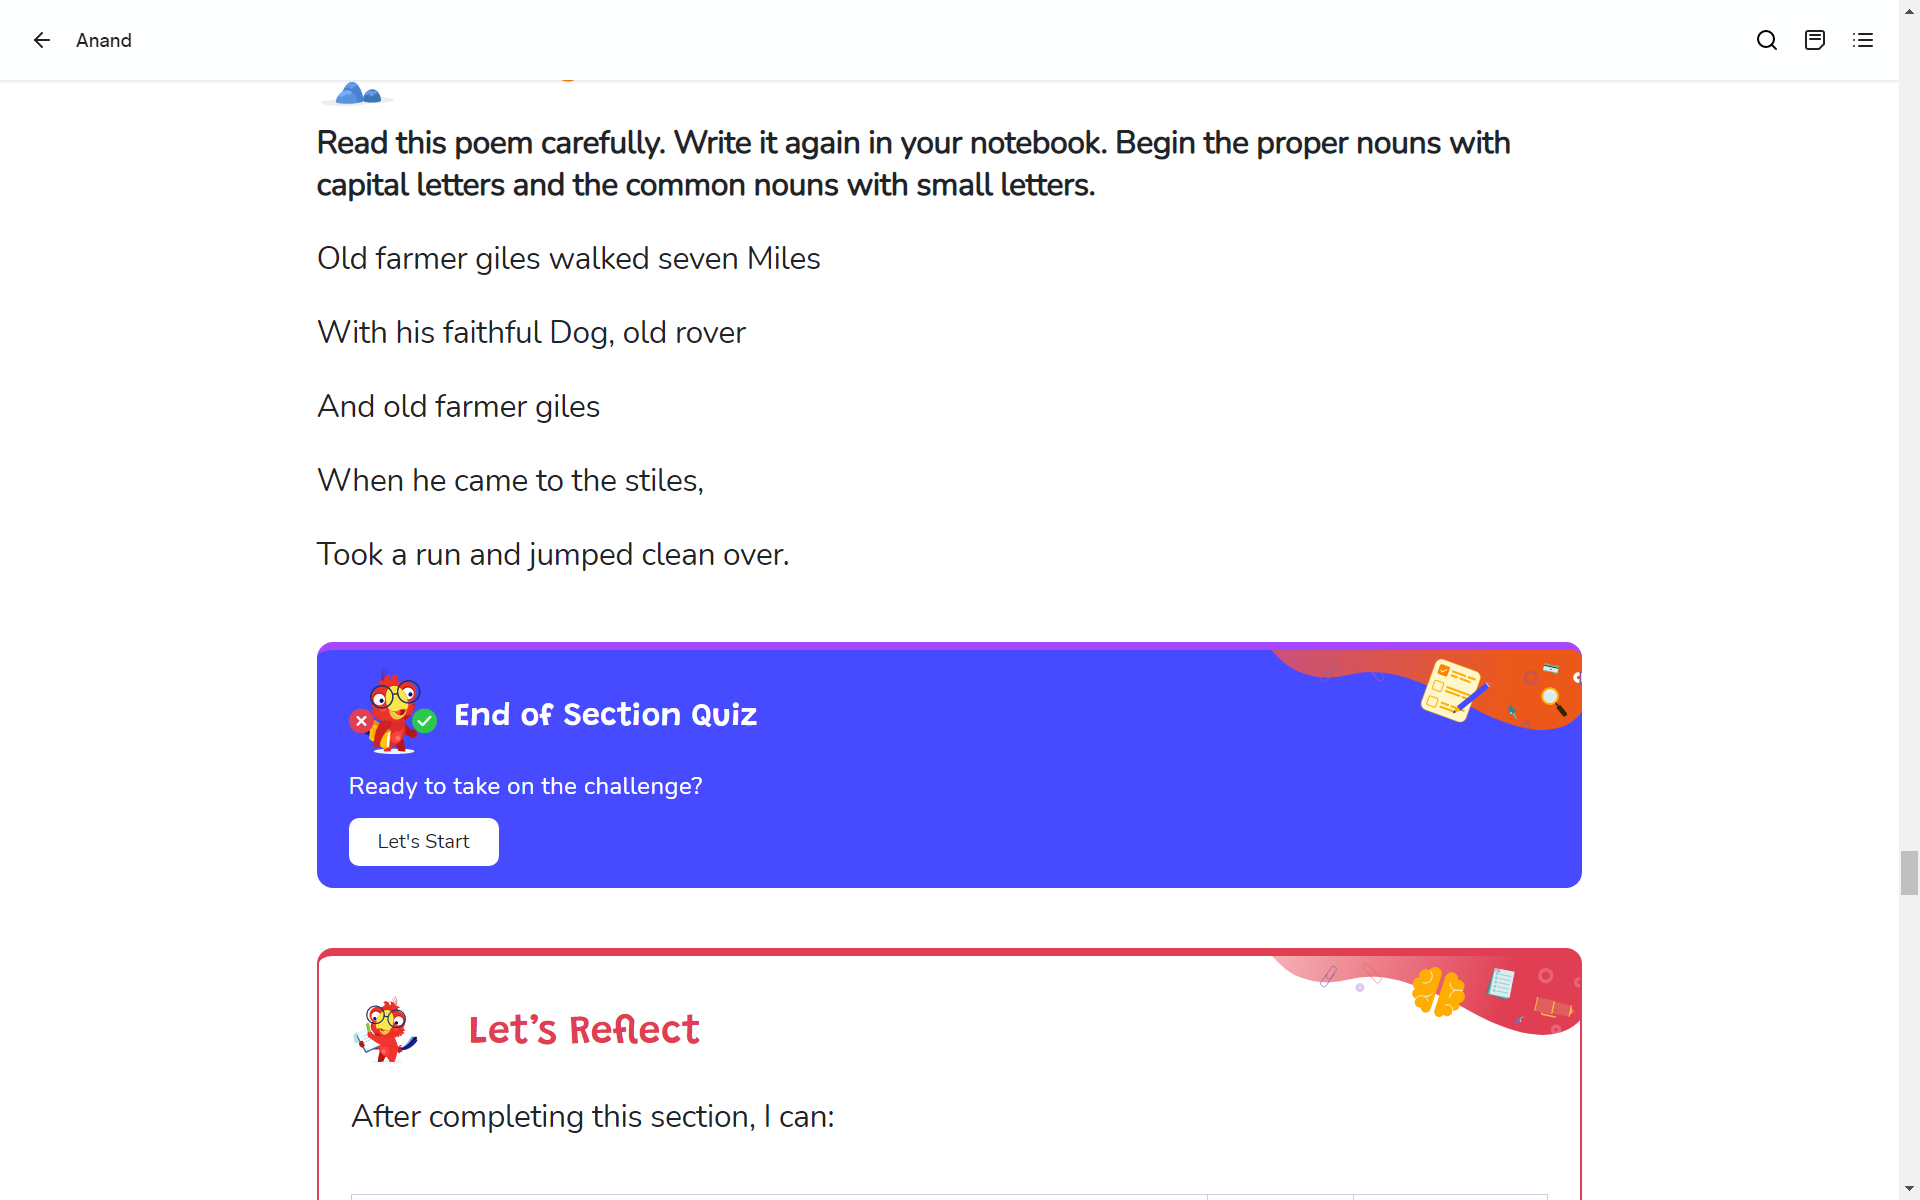 Anand
Read this poem carefully. Write it again in your notebook. Begin the proper nouns with
capital letters and the common nouns with small letters.
Old farmer giles walked seven Miles
With his faithful Dog, old rover
And old farmer giles
When he came to the stiles,
Took a run and jumped clean over.
End of Section Quiz
Ready to take on the challenge?
Let's Start
Let’s Reflect
After completing this section, I can: